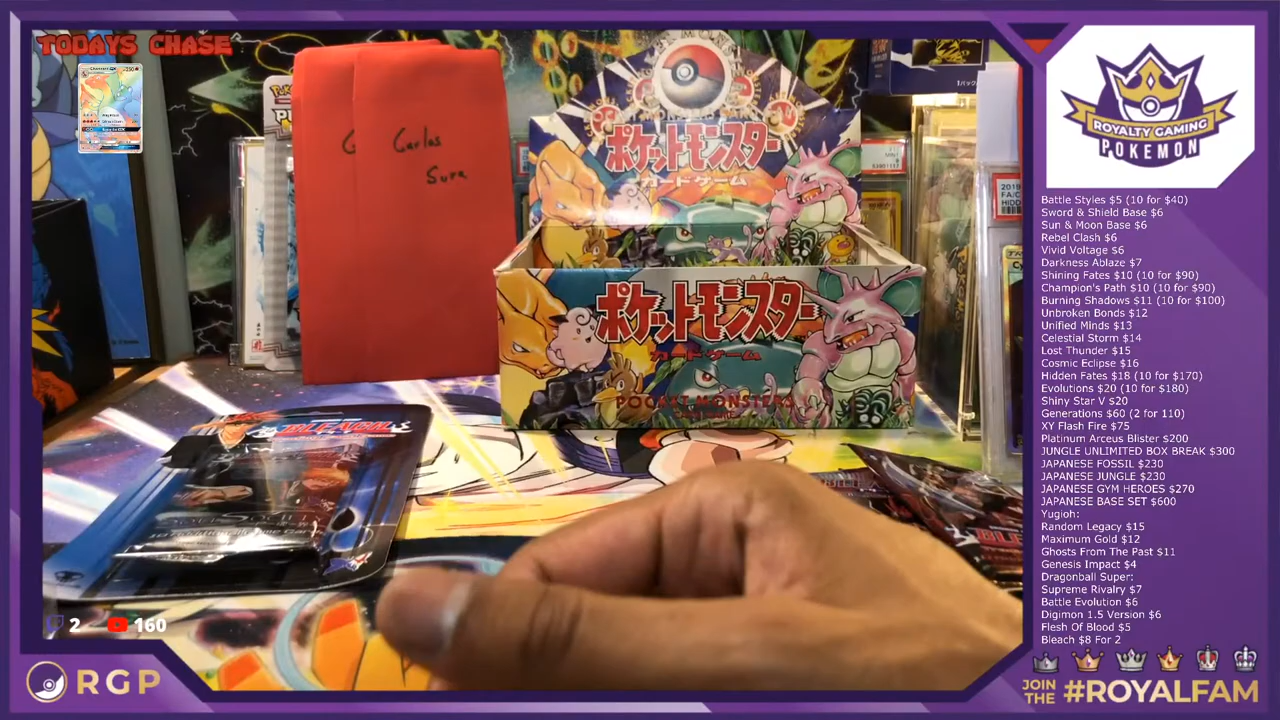 TODAYS CHASE
Carlas
Sura
ポケットモンスター
カードゲーム
ポケットモンスター
カードゲーム
POCKET MONSTERS
BLEACH
2
160
RGP
ROYALTY GAMING
POKEMON
Battle Styles $5 (10 for $40)
Sword & Shield Base $6
Sun & Moon Base $6
Rebel Clash $6
Vivid Voltage $6
Darkness Ablaze $7
Shining Fates $10 (10 for $90)
Champion's Path $10 (10 for $90)
Burning Shadows $11 (10 for $100)
Unbroken Bonds $12
Unified Minds $13
Celestial Storm $14
Lost Thunder $15
Cosmic Eclipse $16
Hidden Fates $18 (10 for $170)
Evolutions $20 (10 for $180)
Shiny Star V $20
Generations $60 (2 for 110)
XY Flash Fire $75
Platinum Arceus Blister $200
JUNGLE UNLIMITED BOX BREAK $300
JAPANESE FOSSIL $230
JAPANESE JUNGLE $230
JAPANESE GYM HEROES $270
JAPANESE BASE SET $600
Yugioh:
Random Legacy $15
Maximum Gold $12
Ghosts From The Past $11
Genesis Impact $4
Dragonball Super:
Supreme Rivalry $7
Battle Evolution $6
Digimon 1.5 Version $6
Flesh Of Blood $5
Bleach $8 For 2
JOIN
THE #ROYALFAM